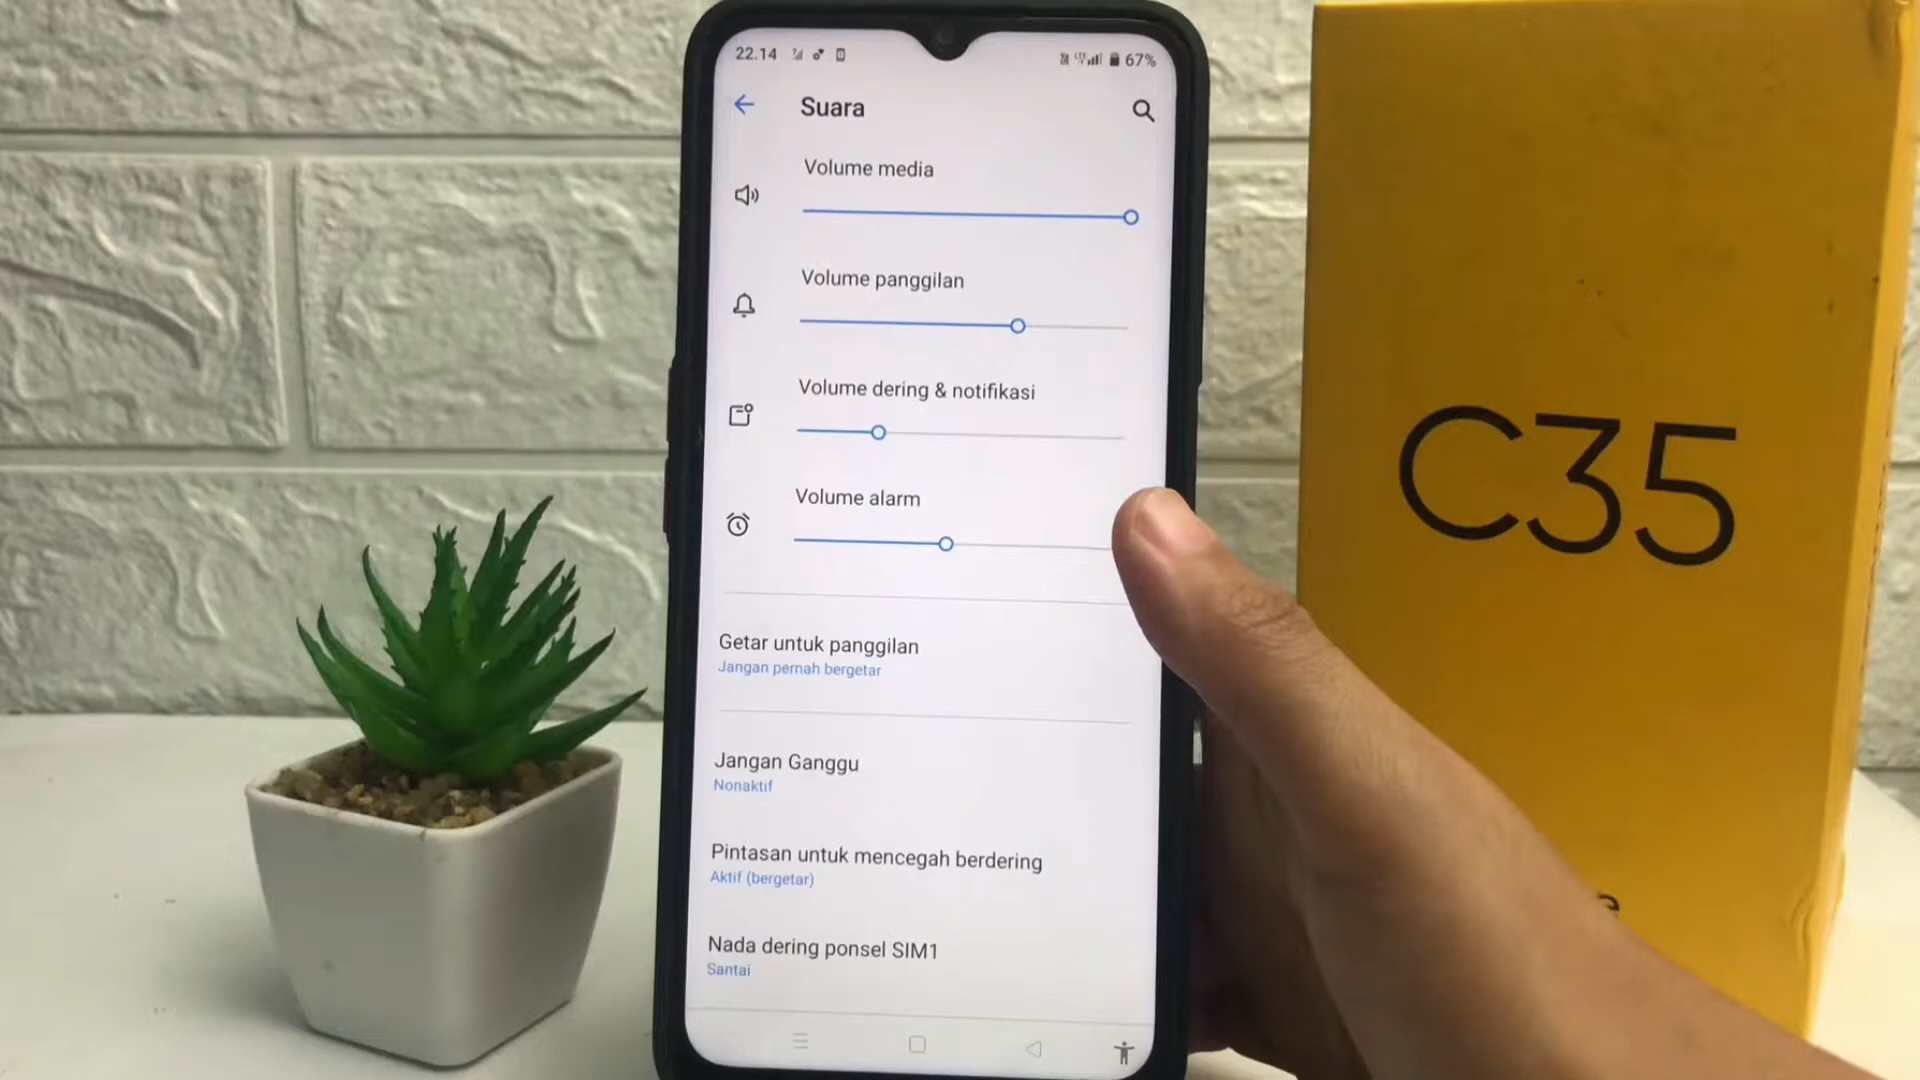 22.14
67%
Suara
Volume media
Volume panggilan
Volume dering & notifikasi
Volume alarm
Getar untuk panggilan
Jangan pernah bergetar
Jangan Ganggu
Nonaktif
Pintasan untuk mencegah berdering
Aktif (bergetar)
Nada dering ponsel SIM1
Santai
C35